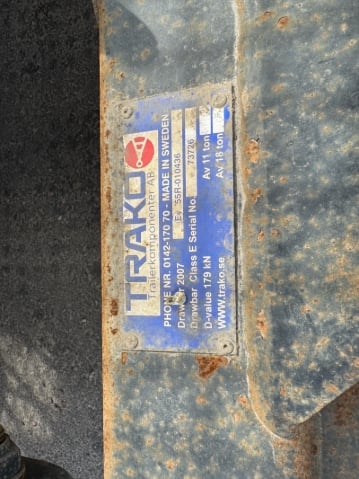 TRAKO
Trailerkomponenter AB
PHONE NR. 0142-170 70 - MADE IN SWEDEN
Drawbar 2007 55R-010436
Drawbar Class E Serial No: 73726
D-value 179 kN Av 11 ton
www.trako.se Av 18 ton